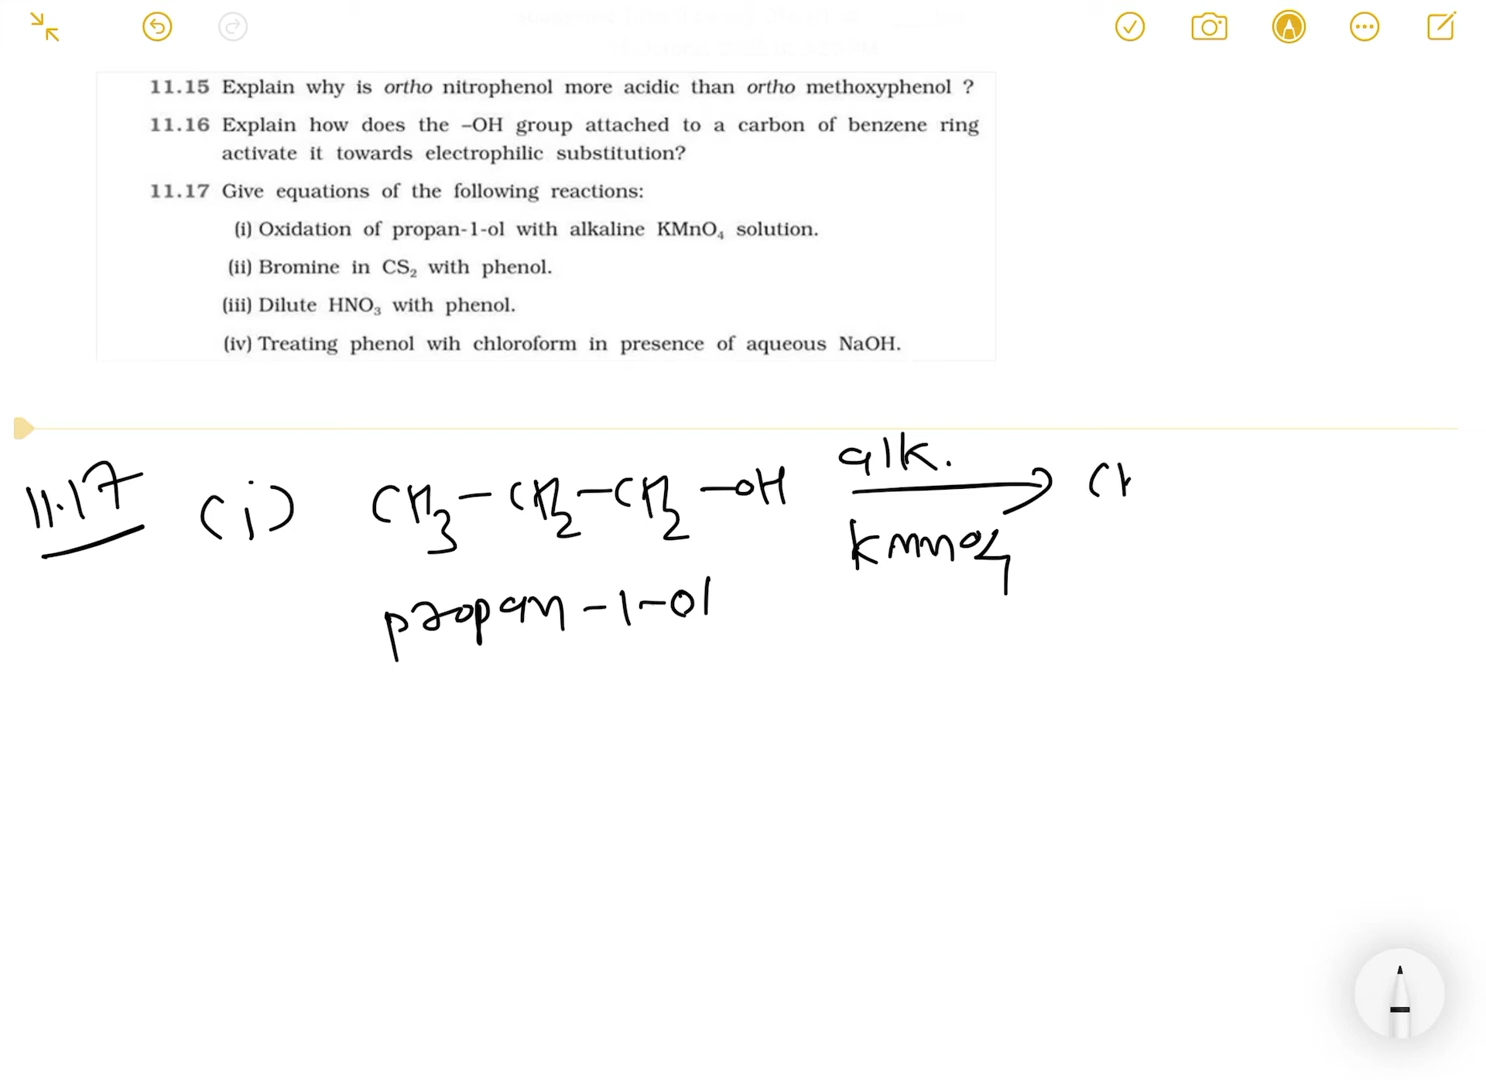 11.15 Explain why is ortho nitrophenol more acidic than ortho methoxyphenol ?
11.16 Explain how does the –OH group attached to a carbon of benzene ring
activate it towards electrophilic substitution?
11.17 Give equations of the following reactions:
(i) Oxidation of propan-1-ol with alkaline KMnO₄ solution.
(ii) Bromine in CS₂ with phenol.
(iii) Dilute HNO₃ with phenol.
(iv) Treating phenol wih chloroform in presence of aqueous NaOH.
alk.
11.17 (i) CH₃–CH₂–CH₂–OH → CH
KMnO₄
propan-1-ol